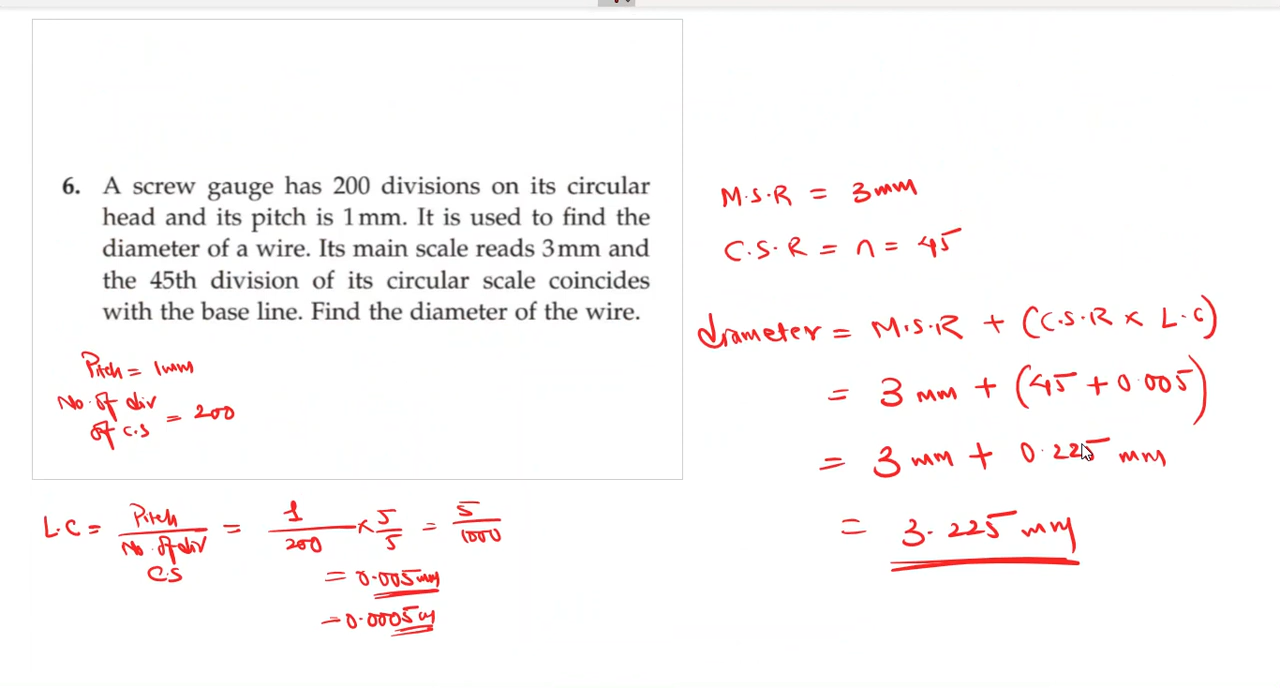 6. A screw gauge has 200 divisions on its circular
head and its pitch is 1 mm. It is used to find the
diameter of a wire. Its main scale reads 3 mm and
the 45th division of its circular scale coincides
with the base line. Find the diameter of the wire.
Pitch = 1mm
No. of div
of C.S = 200
L.C = Pitch / No. of div C.S = 1/200 × 5/5 = 5/1000
= 0.005 mm
= 0.0005 cm
M.S.R = 3mm
C.S.R = n = 45
diameter = M.S.R + (C.S.R × L.C)
= 3 mm + (45 + 0.005)
= 3 mm + 0.225 mm
= 3.225 mm